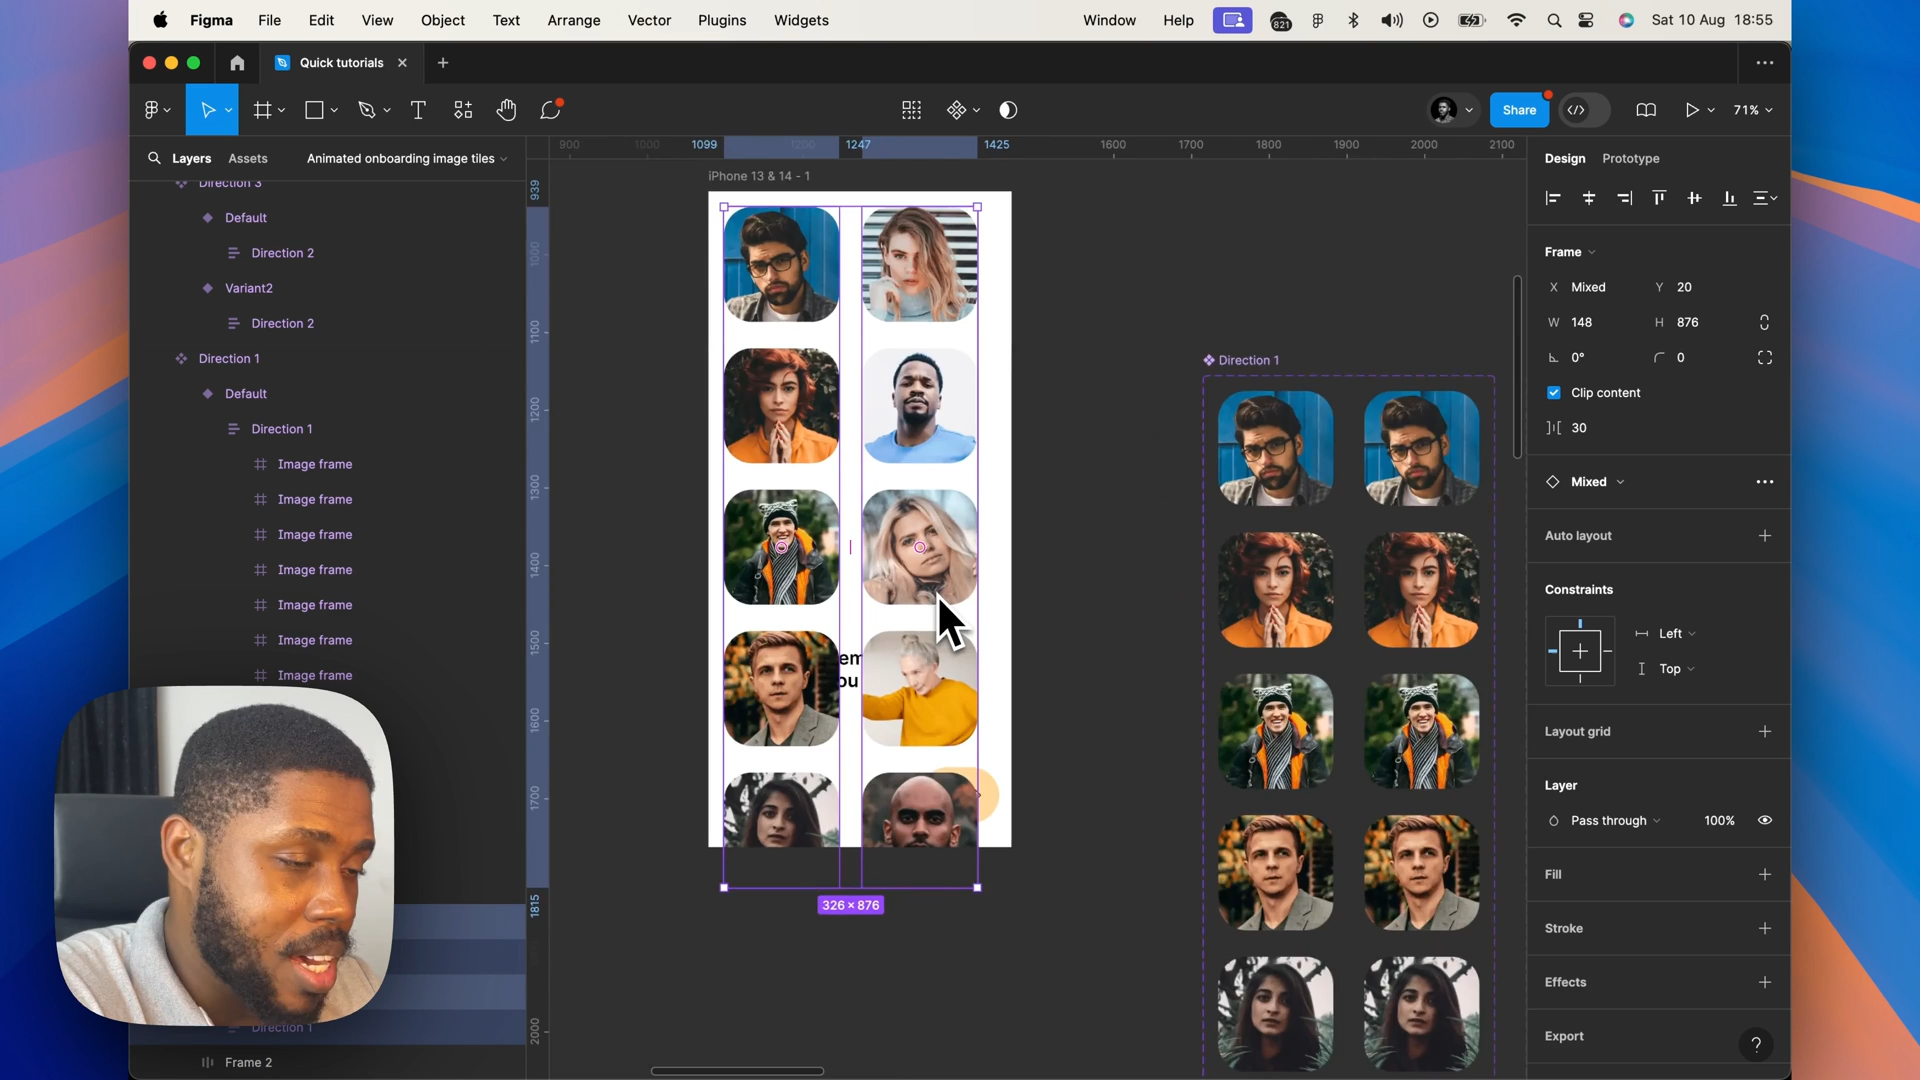 Figma File Edit View Object Text Arrange Vector Plugins Widgets Window Help 821 Sat 10 Aug 18:55
Quick tutorials
Share 71%
Layers Assets Animated onboarding image tiles
Direction 3
Default
Direction 2
Variant2
Direction 2
Direction 1
Default
Direction 1
Image frame
Image frame
Image frame
Image frame
Image frame
Image frame
Image frame
Direction 1
Frame 2
900 1000 1099 1200 1247 1425 1600 1700 1800 1900 2000 2100
939
1000
1100
1200
1300
1400
1500
1600
1700
1815
2000
iPhone 13 & 14 - 1
em
ou
326 × 876
Direction 1
Design Prototype
Frame
X Mixed Y 20
W 148 H 876
0° 0
Clip content
30
Mixed
Auto layout
Constraints
Left
Top
Layout grid
Layer
Pass through 100%
Fill
Stroke
Effects
Export
?